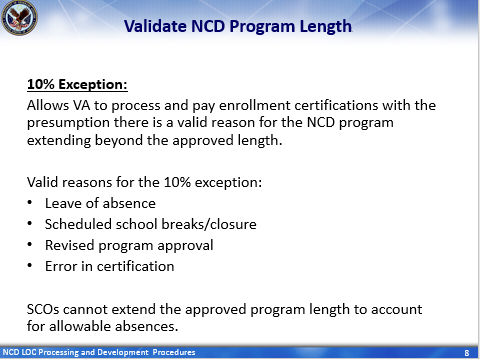 Validate NCD Program Length
10% Exception:
Allows VA to process and pay enrollment certifications with the
presumption there is a valid reason for the NCD program
extending beyond the approved length.
Valid reasons for the 10% exception:
• Leave of absence
• Scheduled school breaks/closure
• Revised program approval
• Error in certification
SCOs cannot extend the approved program length to account
for allowable absences.
NCD LOC Processing and Development Procedures
8